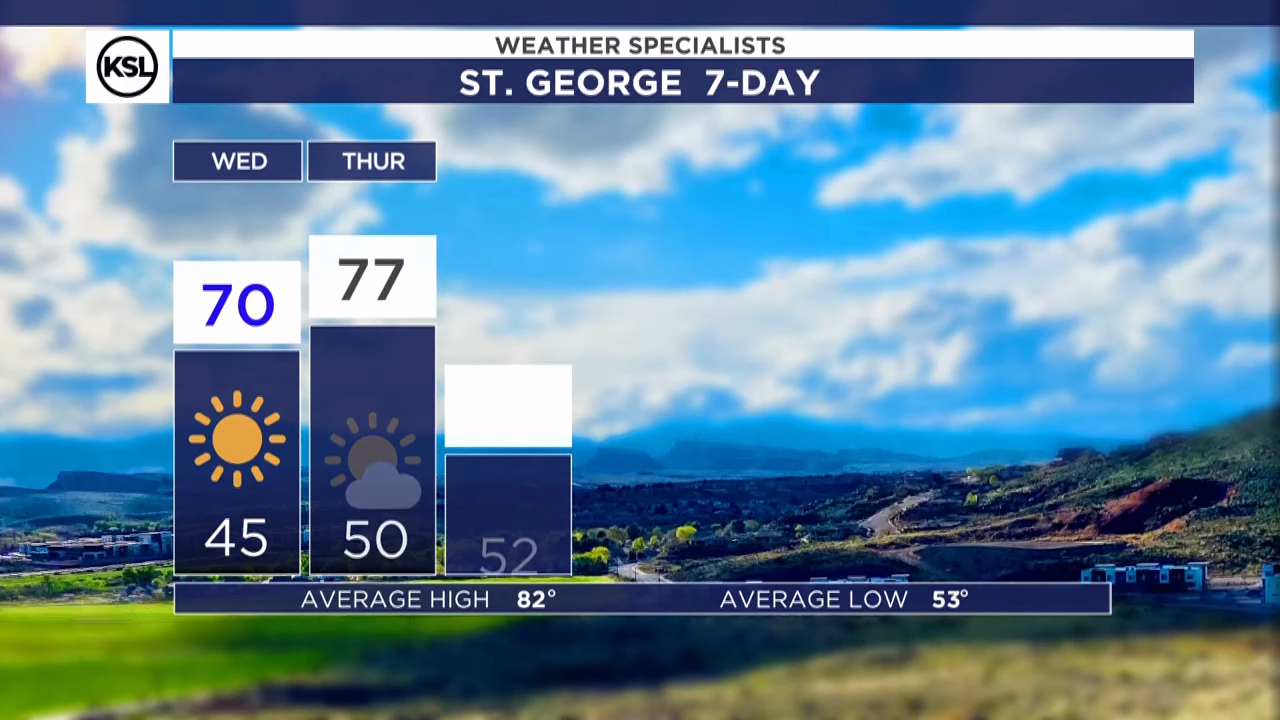 KSL
WEATHER SPECIALISTS
ST. GEORGE 7-DAY
WED THUR
70 77
45 50 52
AVERAGE HIGH 82° AVERAGE LOW 53°